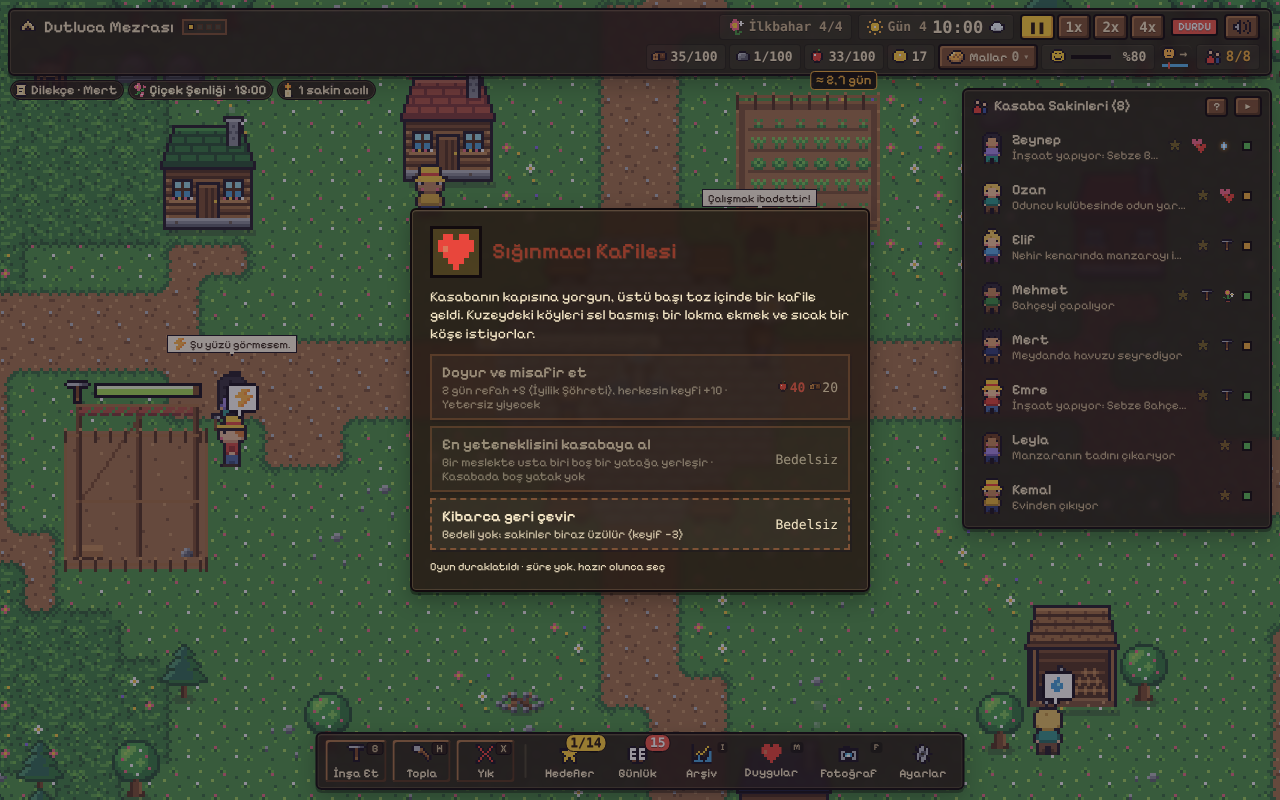 Dutluca Mezrası
İlkbahar 4/4
Gün 4 10:00
1x
2x
4x
DURDU
35/100
1/100
33/100
17
Mallar 0
%80
8/8
Dilekçe · Mert
Çiçek Şenliği · 18:00
1 sakin acılı
≈ 2.7 gün
Kasaba Sakinleri (8)
?
Zeynep
İnşaat yapıyor: Sebze B...
Ozan
Oduncu kulübesinde odun yar...
Elif
Nehir kenarında manzarayı i...
Mehmet
Bahçeyi çapalıyor
Mert
Meydanda havuzu seyrediyor
Emre
İnşaat yapıyor: Sebze Bahçe...
Leyla
Manzaranın tadını çıkarıyor
Kemal
Evinden çıkıyor
Çalışmak ibadettir!
Şu yüzü görmesem.
Sığınmacı Kafilesi
Kasabanın kapısına yorgun, üstü başı toz içinde bir kafile
geldi. Kuzeydeki köyleri sel basmış; bir lokma ekmek ve sıcak bir
köşe istiyorlar.
Doyur ve misafir et
2 gün refah +8 (İyilik Şöhreti), herkesin keyfi +10 ·
Yetersiz yiyecek
40 20
En yeteneklisini kasabaya al
Bir meslekte usta biri boş bir yatağa yerleşir ·
Kasabada boş yatak yok
Bedelsiz
Kibarca geri çevir
Bedeli yok; sakinler biraz üzülür (keyif -3)
Bedelsiz
Oyun duraklatıldı · süre yok, hazır olunca seç
B
İnşa Et
H
Topla
X
Yık
1/14
Hedefler
15
Günlük
I
Arşiv
M
Duygular
F
Fotoğraf
Ayarlar